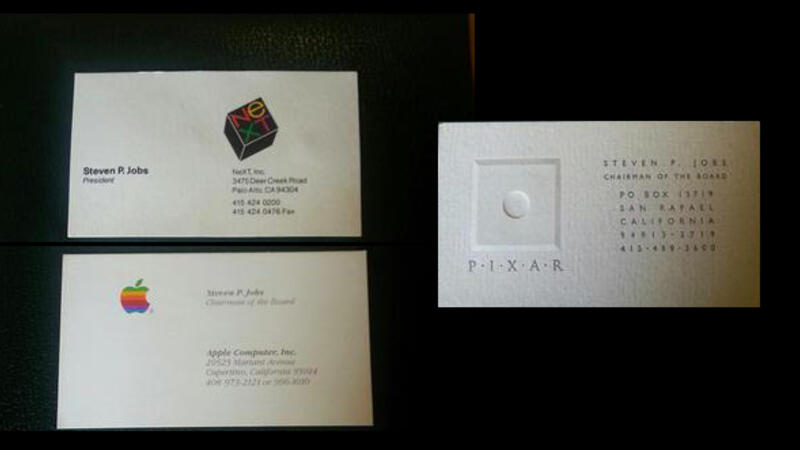 NeXT
Steven P. Jobs
President
NeXT, Inc.
3475 Deer Creek Road
Palo Alto, CA 94304
415 424 0200
415 424 0476 Fax
Steven P. Jobs
Chairman of the Board
Apple Computer, Inc.
20525 Mariani Avenue
Cupertino, California 95014
408 973-2121 or 996-1010
P·I·X·A·R
STEVEN P. JOBS
CHAIRMAN OF THE BOARD
PO BOX 13719
SAN RAFAEL
CALIFORNIA
94913-3719
415-499-3600